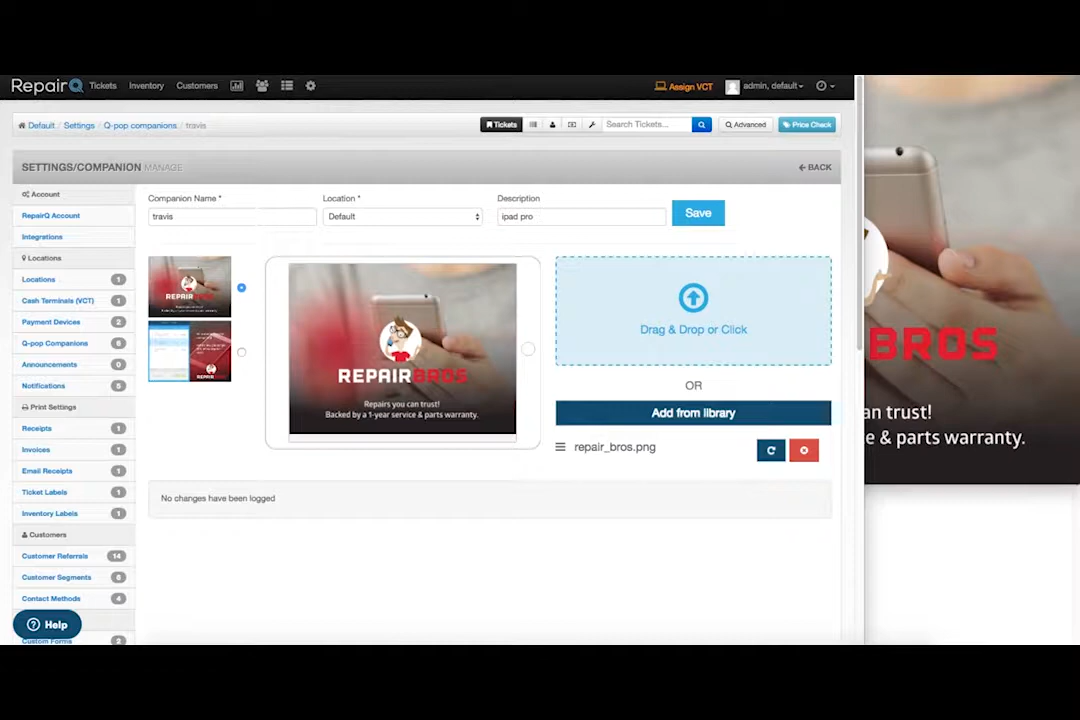 RepairQ Tickets Inventory Customers Assign VCT admin, default
Default / Settings / Q-pop companions / travis Tickets Search Tickets... Advanced Price Check
SETTINGS/COMPANION MANAGE BACK
Account
RepairQ Account
Integrations
Locations
Locations 1
Cash Terminals (VCT) 1
Payment Devices 2
Q-pop Companions 6
Announcements 0
Notifications 5
Print Settings
Receipts 1
Invoices 1
Email Receipts 1
Ticket Labels 1
Inventory Labels 1
Customers
Customer Referrals 14
Customer Segments 6
Contact Methods 4
Custom Forms 2
Help
Companion Name * Location * Description
travis Default ipad pro Save
REPAIRBROS
REPAIRBROS
Repairs you can trust!
Backed by a 1-year service & parts warranty.
Drag & Drop or Click
OR
Add from library
repair_bros.png
No changes have been logged
BROS
an trust!
e & parts warranty.